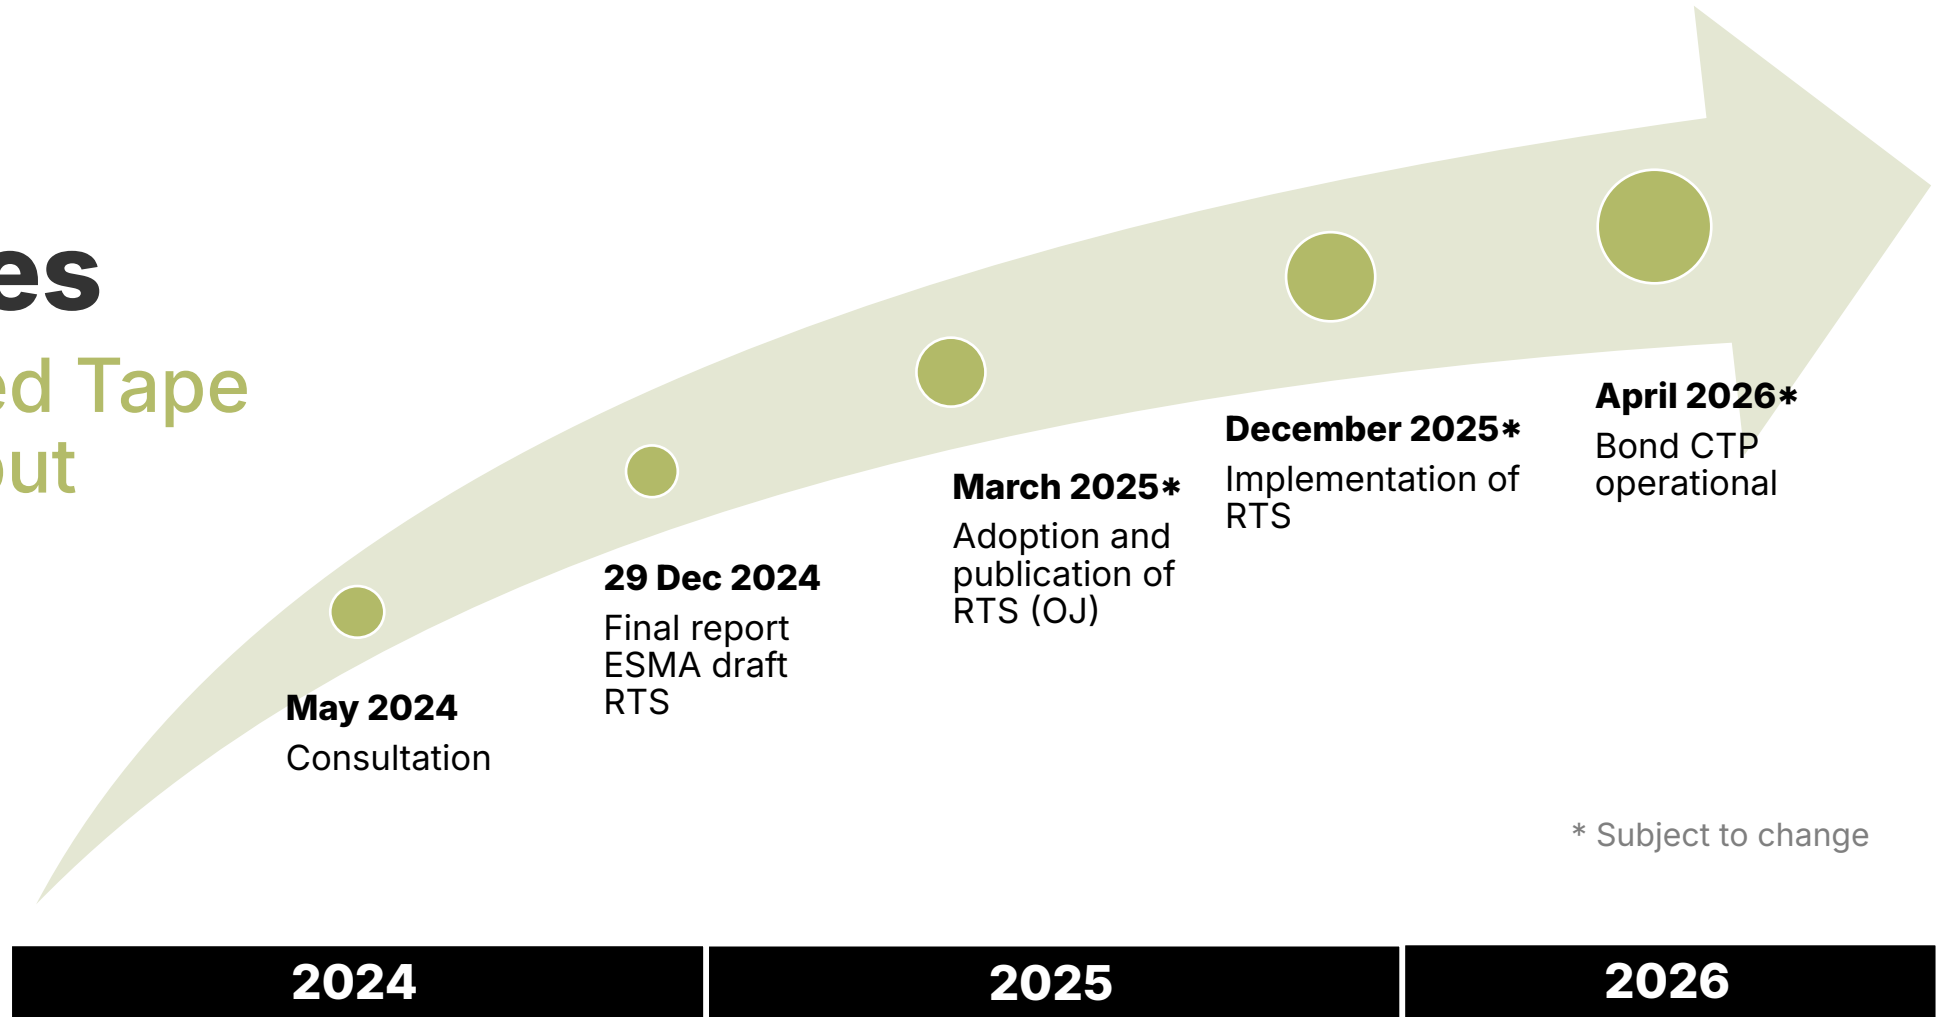 es
ed Tape
out
May 2024
Consultation
29 Dec 2024
Final report
ESMA draft
RTS
March 2025*
Adoption and
publication of
RTS (OJ)
December 2025*
Implementation of
RTS
April 2026*
Bond CTP
operational
* Subject to change
2024
2025
2026